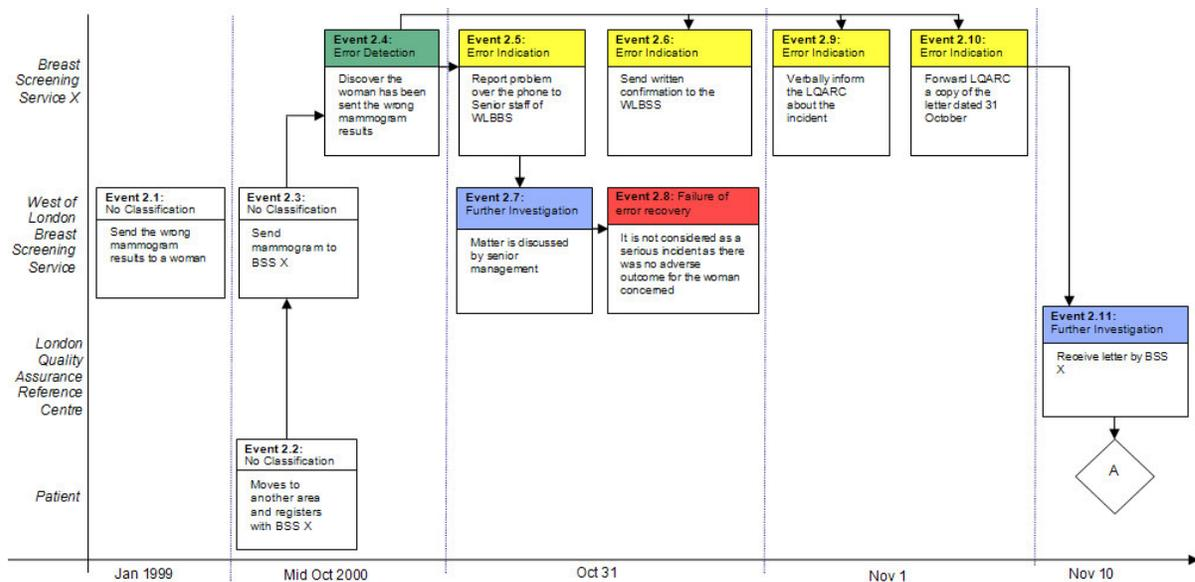 Breast
Screening
Service X
Event 2.4:
Error Detection
Discover the
woman has been
sent the wrong
mammogram
results
Event 2.5:
Error Indication
Report problem
over the phone to
Senior staff of
WLBBS
Event 2.6:
Error Indication
Send written
confirmation to the
WLBSS
Event 2.9:
Error Indication
Verbally inform
the LQARC
about the
incident
Event 2.10:
Error Indication
Forward LQARC
a copy of the
letter dated 31
October
West of
London
Breast
Screening
Service
Event 2.1:
No Classification
Send the wrong
mammogram
results to a woman
Event 2.3:
No Classification
Send
mammogram to
BSS X
Event 2.7:
Further Investigation
Matter is discussed
by senior
management
Event 2.8: Failure of
error recovery
It is not considered as a
serious incident as there
was no adverse
outcome for the woman
concerned
London
Quality
Assurance
Reference
Centre
Event 2.11:
Further Investigation
Receive letter by BSS
X
A
Patient
Event 2.2:
No Classification
Moves to
another area
and registers
with BSS X
Jan 1999
Mid Oct 2000
Oct 31
Nov 1
Nov 10